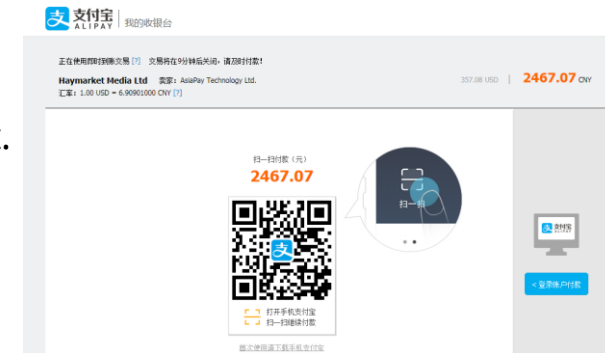 支付宝 | 我的收银台
ALIPAY
正在使用即时到账交易 [?] 交易将在9分钟后关闭，请及时付款！
Haymarket Media Ltd 卖家：AsiaPay Technology Ltd.
汇率：1.00 USD = 6.90901000 CNY [?]
357.08 USD | 2467.07 CNY
扫一扫付款（元）
2467.07
扫一扫
支
打开手机支付宝
扫一扫继续付款
首次使用请下载手机支付宝
支付宝
< 登录账户付款